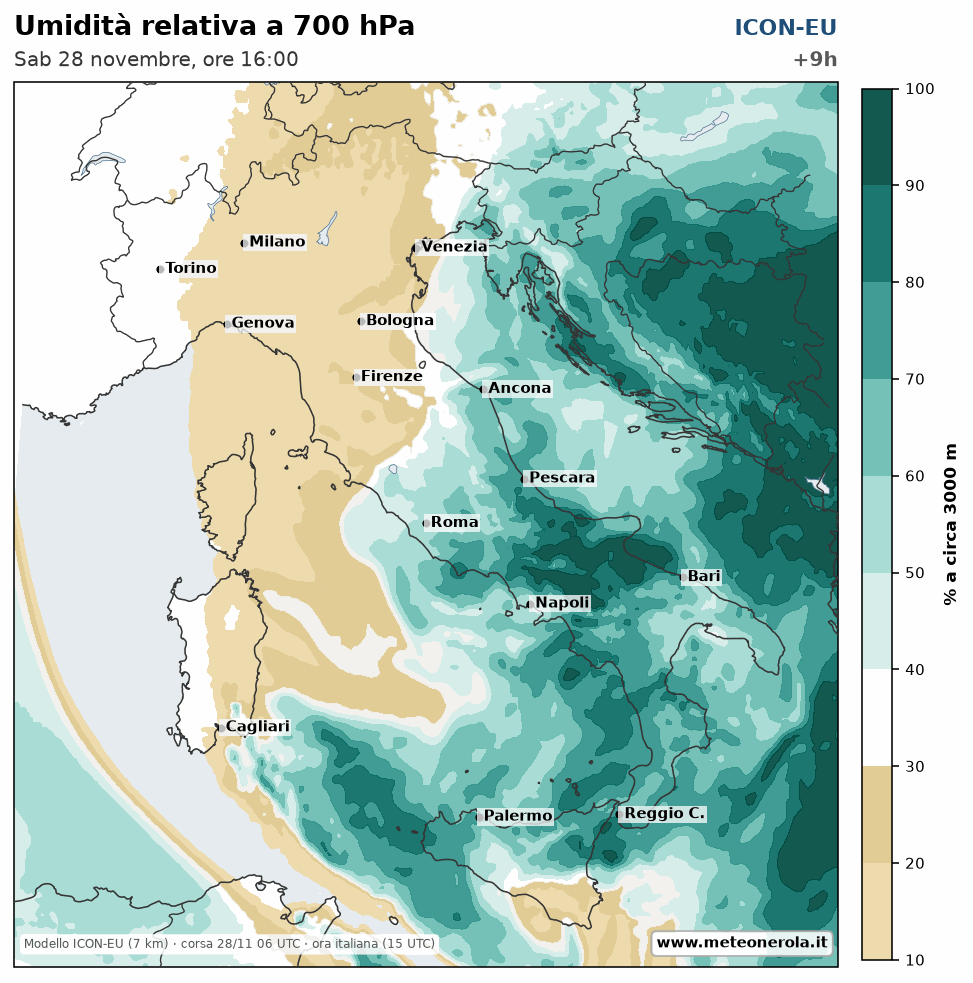 Umidità relativa a 700 hPa
ICON-EU
Sab 28 novembre, ore 16:00
+9h
Milano
Venezia
Torino
Genova
Bologna
Firenze
Ancona
Pescara
Roma
Bari
Napoli
Cagliari
Palermo
Reggio C.
100
90
80
70
60
50
40
30
20
10
% a circa 3000 m
Modello ICON-EU (7 km) · corsa 28/11 06 UTC · ora italiana (15 UTC)
www.meteonerola.it